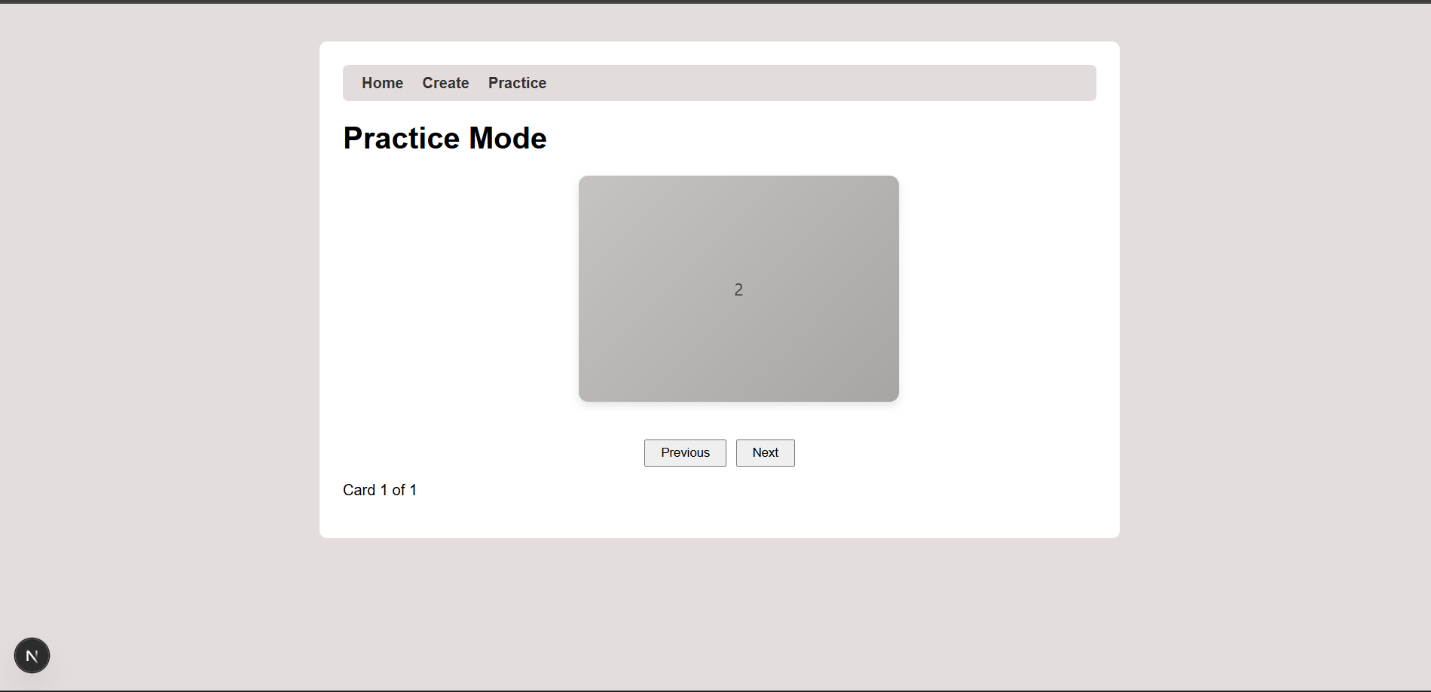 Home Create Practice
Practice Mode
2
Previous Next
Card 1 of 1
N